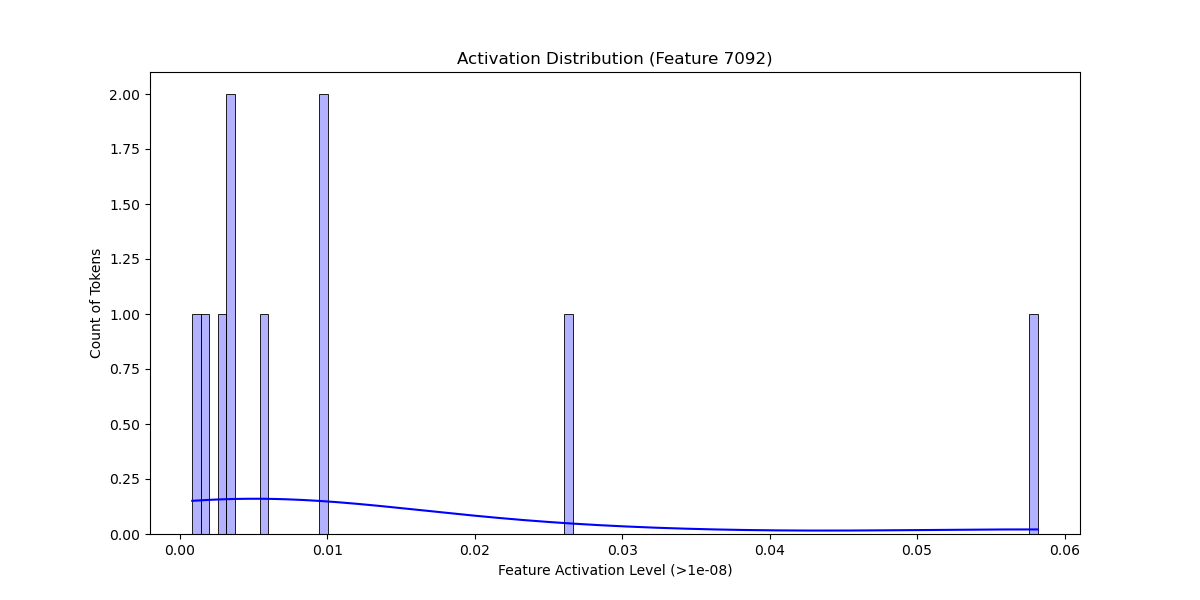 Activation Distribution (Feature 7092)
2.00
1.75
1.50
1.25
1.00
0.75
0.50
0.25
0.00
Count of Tokens
0.00 0.01 0.02 0.03 0.04 0.05 0.06
Feature Activation Level (>1e-08)